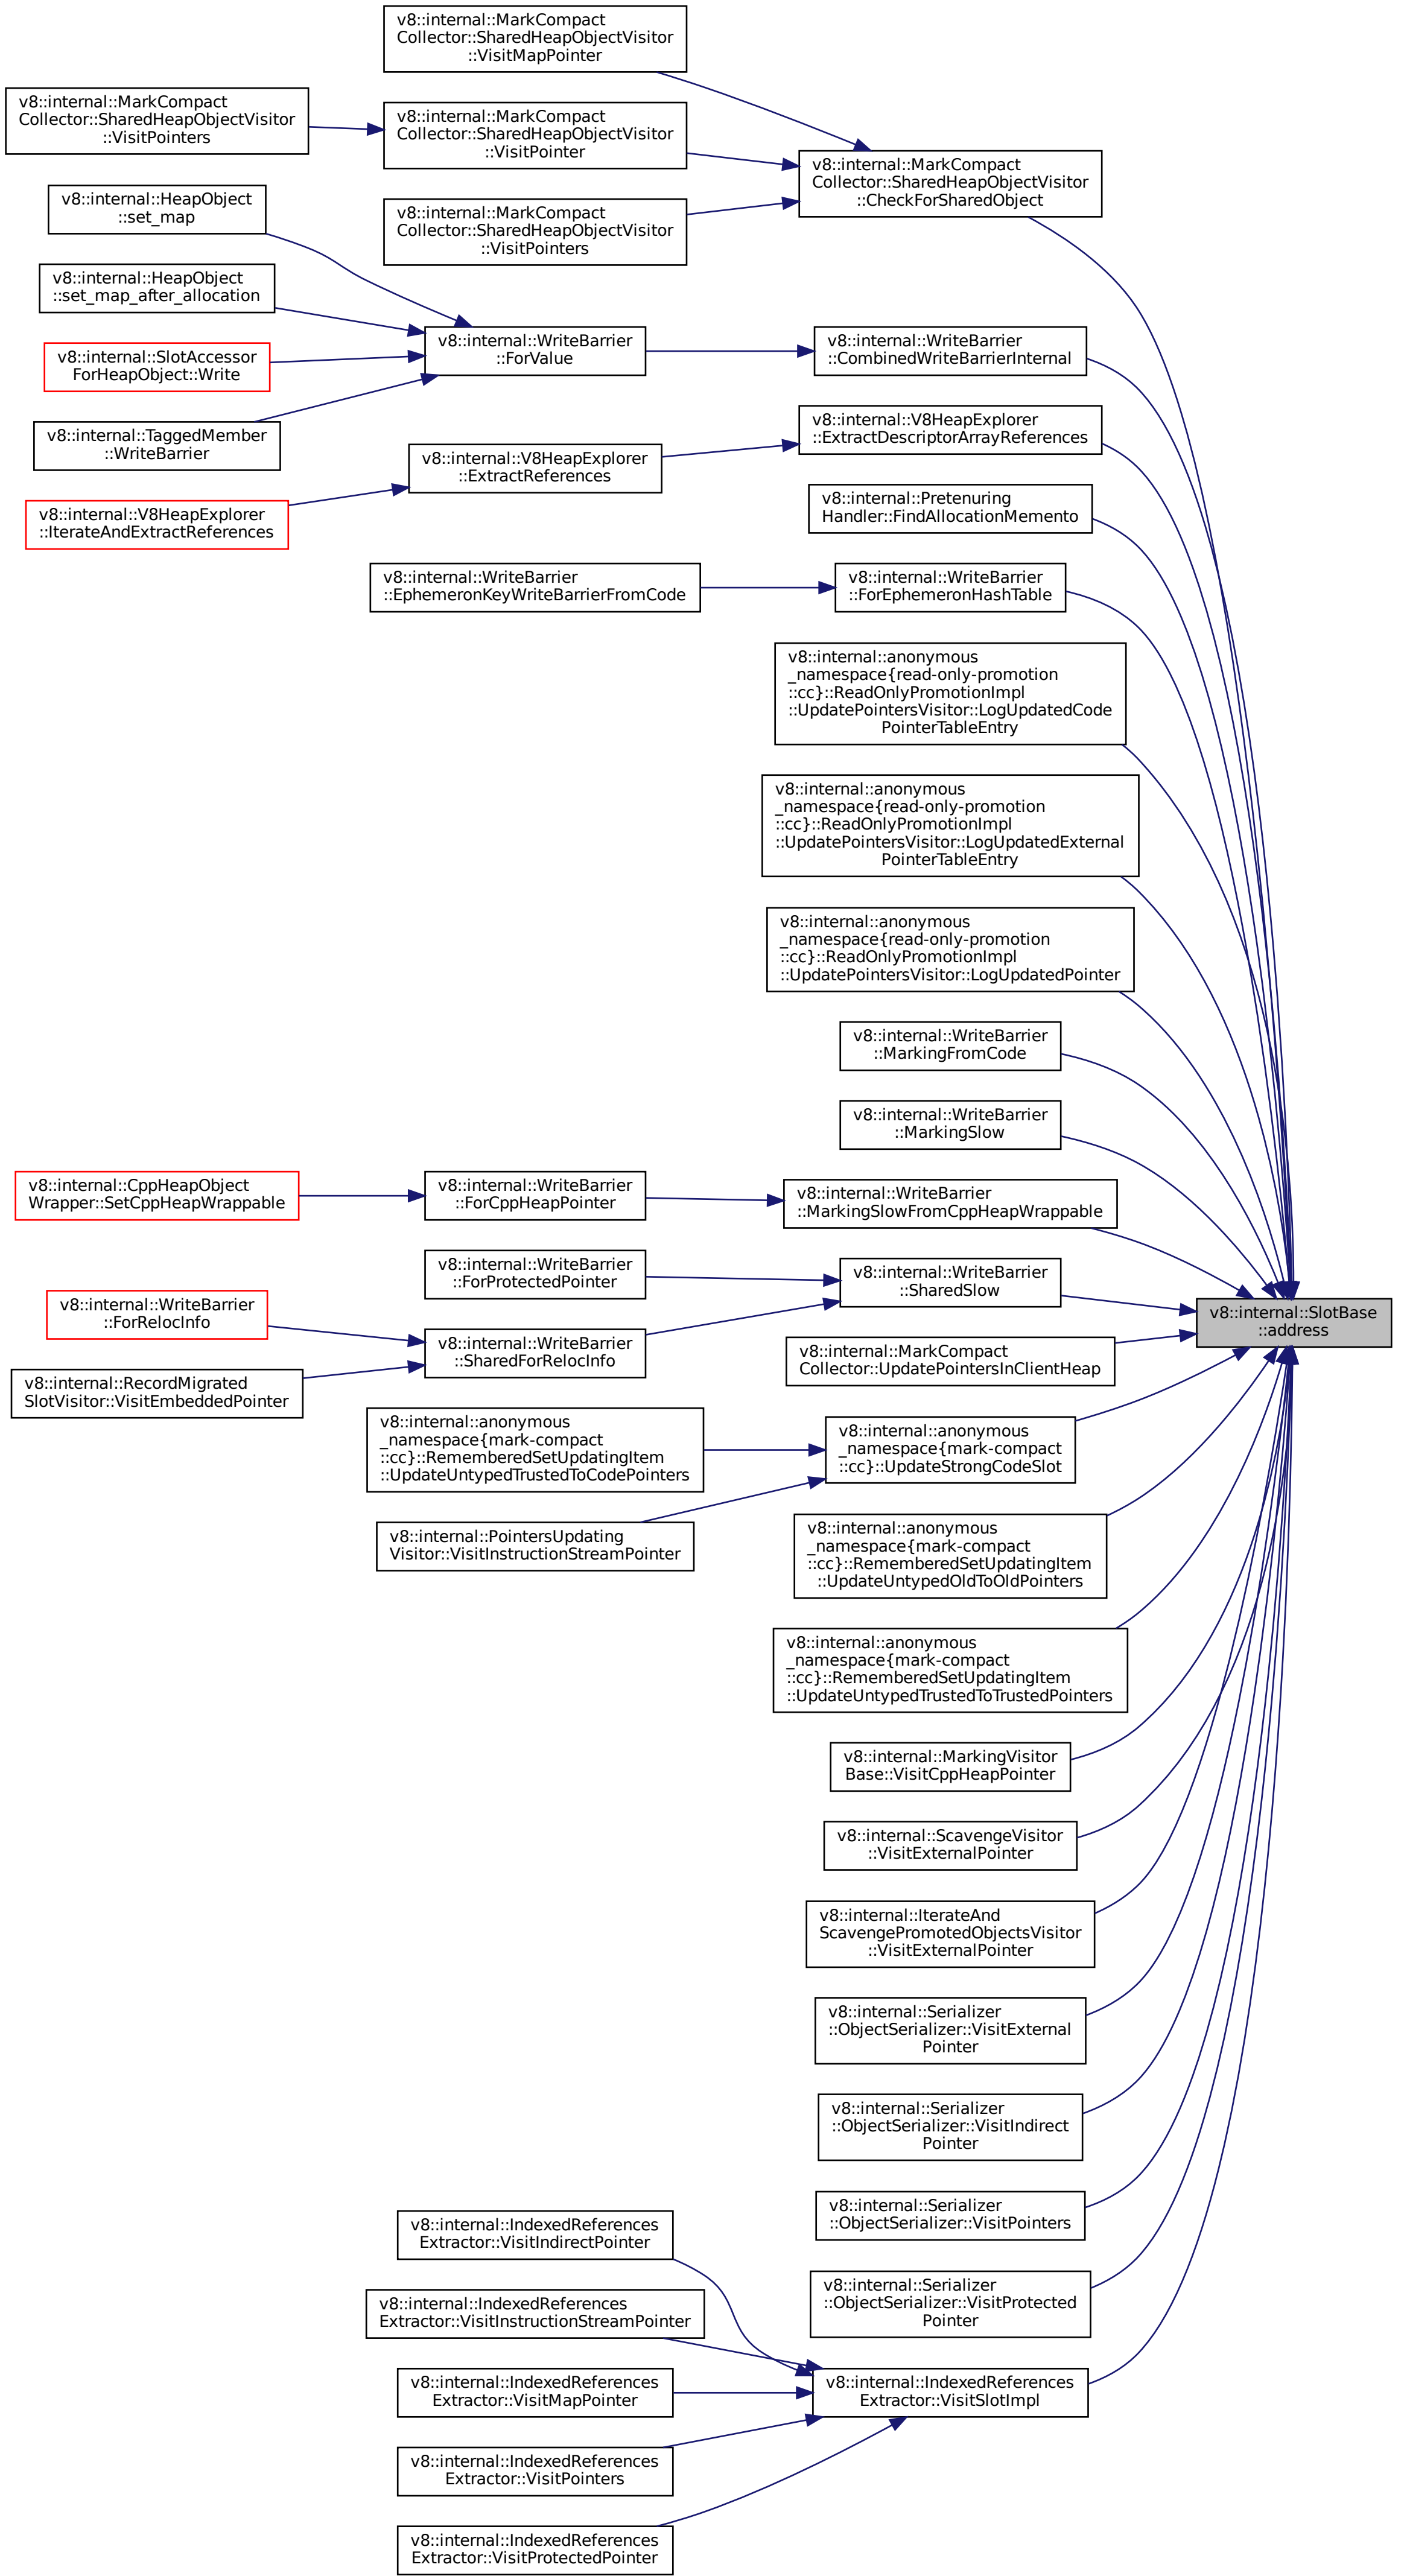 v8::internal::MarkCompact
Collector::SharedHeapObjectVisitor
::VisitMapPointer
v8::internal::MarkCompact
Collector::SharedHeapObjectVisitor
::VisitPointers
v8::internal::MarkCompact
Collector::SharedHeapObjectVisitor
::VisitPointer
v8::internal::MarkCompact
Collector::SharedHeapObjectVisitor
::CheckForSharedObject
v8::internal::HeapObject
::set_map
v8::internal::MarkCompact
Collector::SharedHeapObjectVisitor
::VisitPointers
v8::internal::HeapObject
::set_map_after_allocation
v8::internal::WriteBarrier
::ForValue
v8::internal::WriteBarrier
::CombinedWriteBarrierInternal
v8::internal::SlotAccessor
ForHeapObject::Write
v8::internal::TaggedMember
::WriteBarrier
v8::internal::V8HeapExplorer
::ExtractDescriptorArrayReferences
v8::internal::V8HeapExplorer
::ExtractReferences
v8::internal::V8HeapExplorer
::IterateAndExtractReferences
v8::internal::Pretenuring
Handler::FindAllocationMemento
v8::internal::WriteBarrier
::EphemeronKeyWriteBarrierFromCode
v8::internal::WriteBarrier
::ForEphemeronHashTable
v8::internal::anonymous
_namespace{read-only-promotion
::cc}::ReadOnlyPromotionImpl
::UpdatePointersVisitor::LogUpdatedCode
PointerTableEntry
v8::internal::anonymous
_namespace{read-only-promotion
::cc}::ReadOnlyPromotionImpl
::UpdatePointersVisitor::LogUpdatedExternal
PointerTableEntry
v8::internal::anonymous
_namespace{read-only-promotion
::cc}::ReadOnlyPromotionImpl
::UpdatePointersVisitor::LogUpdatedPointer
v8::internal::WriteBarrier
::MarkingFromCode
v8::internal::WriteBarrier
::MarkingSlow
v8::internal::CppHeapObject
Wrapper::SetCppHeapWrappable
v8::internal::WriteBarrier
::ForCppHeapPointer
v8::internal::WriteBarrier
::MarkingSlowFromCppHeapWrappable
v8::internal::WriteBarrier
::ForProtectedPointer
v8::internal::WriteBarrier
::SharedSlow
v8::internal::SlotBase
::address
v8::internal::WriteBarrier
::ForRelocInfo
v8::internal::WriteBarrier
::SharedForRelocInfo
v8::internal::MarkCompact
Collector::UpdatePointersInClientHeap
v8::internal::RecordMigrated
SlotVisitor::VisitEmbeddedPointer
v8::internal::anonymous
_namespace{mark-compact
::cc}::RememberedSetUpdatingItem
::UpdateUntypedTrustedToCodePointers
v8::internal::anonymous
_namespace{mark-compact
::cc}::UpdateStrongCodeSlot
v8::internal::PointersUpdating
Visitor::VisitInstructionStreamPointer
v8::internal::anonymous
_namespace{mark-compact
::cc}::RememberedSetUpdatingItem
::UpdateUntypedOldToOldPointers
v8::internal::anonymous
_namespace{mark-compact
::cc}::RememberedSetUpdatingItem
::UpdateUntypedTrustedToTrustedPointers
v8::internal::MarkingVisitor
Base::VisitCppHeapPointer
v8::internal::ScavengeVisitor
::VisitExternalPointer
v8::internal::IterateAnd
ScavengePromotedObjectsVisitor
::VisitExternalPointer
v8::internal::Serializer
::ObjectSerializer::VisitExternal
Pointer
v8::internal::Serializer
::ObjectSerializer::VisitIndirect
Pointer
v8::internal::Serializer
::ObjectSerializer::VisitPointers
v8::internal::IndexedReferences
Extractor::VisitIndirectPointer
v8::internal::Serializer
::ObjectSerializer::VisitProtected
Pointer
v8::internal::IndexedReferences
Extractor::VisitInstructionStreamPointer
v8::internal::IndexedReferences
Extractor::VisitMapPointer
v8::internal::IndexedReferences
Extractor::VisitSlotImpl
v8::internal::IndexedReferences
Extractor::VisitPointers
v8::internal::IndexedReferences
Extractor::VisitProtectedPointer